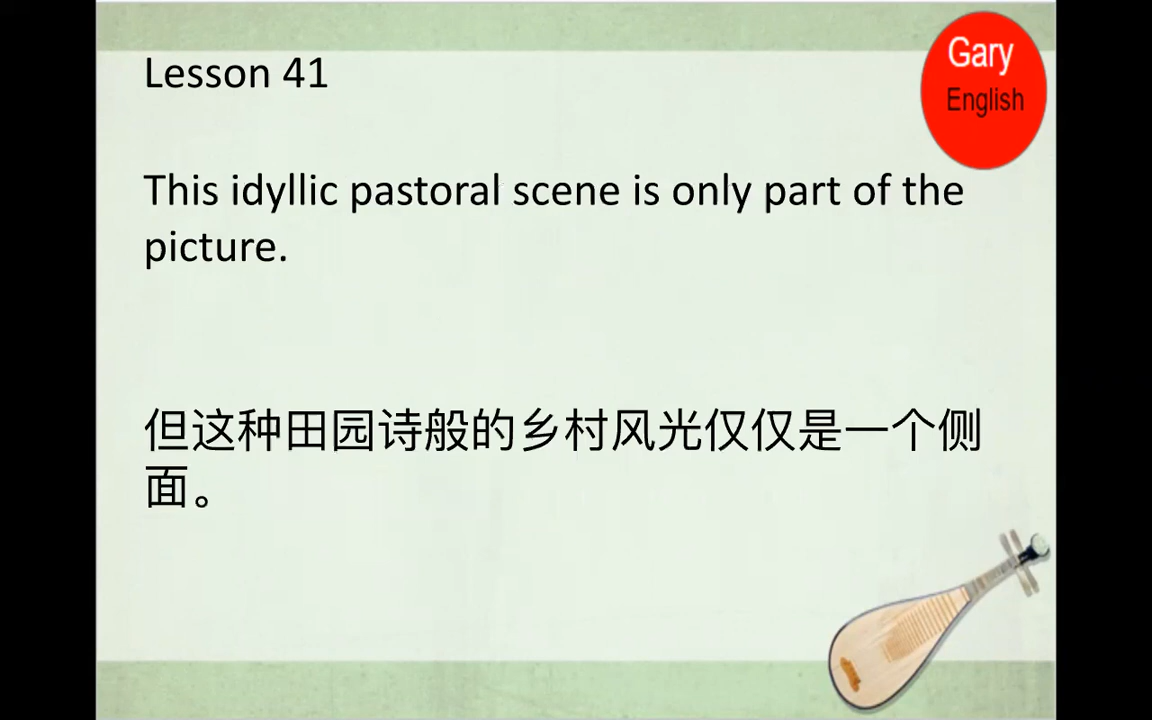 Lesson 41
Gary
English
This idyllic pastoral scene is only part of the
picture.
但这种田园诗般的乡村风光仅仅是一个侧
面。